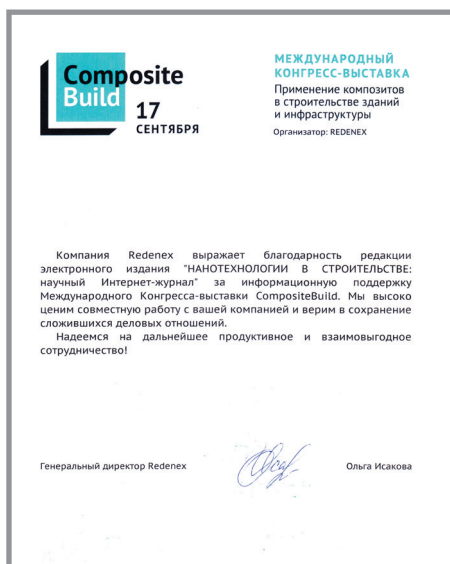 Composite
Build
17
СЕНТЯБРЯ
МЕЖДУНАРОДНЫЙ
КОНГРЕСС-ВЫСТАВКА
Применение композитов
в строительстве зданий
и инфраструктуры
Организатор: REDENEX
Компания Redenex выражает благодарность редакции
электронного издания "НАНОТЕХНОЛОГИИ В СТРОИТЕЛЬСТВЕ:
научный Интернет-журнал" за информационную поддержку
Международного Конгресса-выставки CompositeBuild. Мы высоко
ценим совместную работу с вашей компанией и верим в сохранение
сложившихся деловых отношений.
Надеемся на дальнейшее продуктивное и взаимовыгодное
сотрудничество!
Генеральный директор Redenex
Ольга Исакова